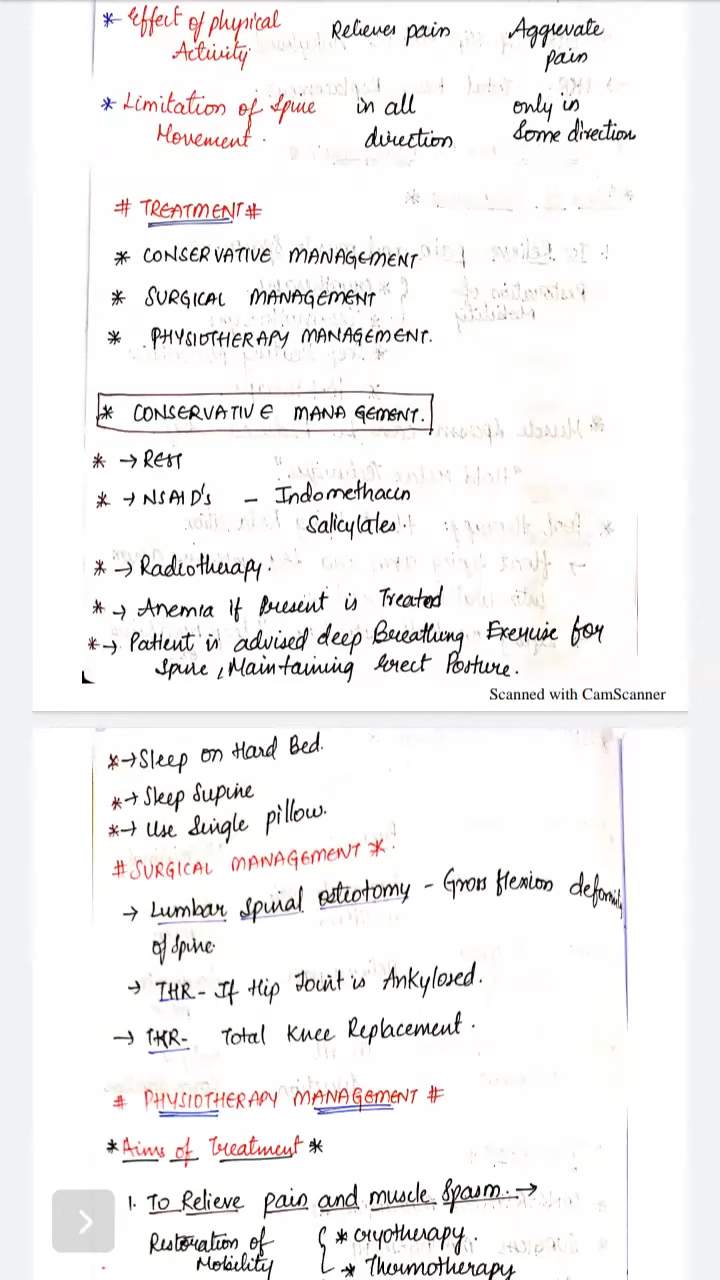 * Effect of physical Relieves pain Aggrevate
Activity pain
* Limitation of Spine in all only in
Movement. direction Some direction
# TREATMENT #
* CONSERVATIVE MANAGEMENT
* SURGICAL MANAGEMENT
* PHYSIOTHERAPY MANAGEMENT.
* CONSERVATIVE MANAGEMENT.
* → Rest
* → NSAID's - Indomethacin
Salicylates.
* → Radiotherapy.
* → Anemia if Present is Treated
* → Patient is advised deep Breathing Exercise for
Spine, Maintaining Erect Posture.
Scanned with CamScanner
* → Sleep on Hard Bed.
* → Sleep Supine
* → Use Single pillow.
# SURGICAL MANAGEMENT *
→ Lumbar Spinal osteotomy - Gross flexion deformity
of Spine.
→ THR - If Hip Joint is Ankylosed.
→ TKR - Total Knee Replacement.
# PHYSIOTHERAPY MANAGEMENT #
* Aims of Treatment *
1. To Relieve pain and muscle Spasm. →
Restoration of { * Cryotherapy.
Mobility * Thermotherapy